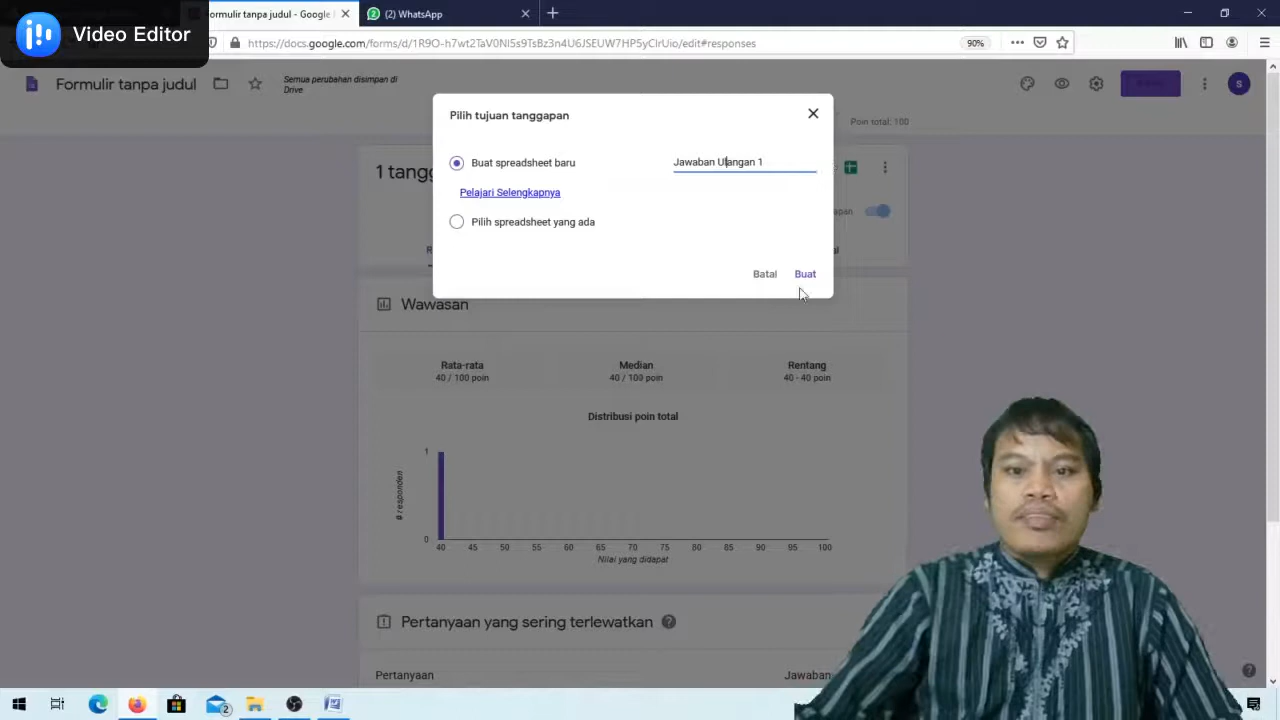 Video Editor
Formulir tanpa judul - Google
(2) WhatsApp
https://docs.google.com/forms/d/1R9O-h7wt2TaV0NI5s9TsBz3n4U6JSEUW7HP5yCIrUio/edit#responses
90%
Formulir tanpa judul
Semua perubahan disimpan di
Drive
S
Poin total: 100
Pilih tujuan tanggapan
Buat spreadsheet baru
Jawaban Ulangan 1
Pelajari Selengkapnya
Pilih spreadsheet yang ada
Batal
Buat
Wawasan
Rata-rata
40 / 100 poin
Median
40 / 100 poin
Rentang
40 - 40 poin
Distribusi poin total
# responden
1
0
40 45 50 55 60 65 70 75 80 85 90 95 100
Nilai yang didapat
Pertanyaan yang sering terlewatkan
Pertanyaan
Jawaban
2